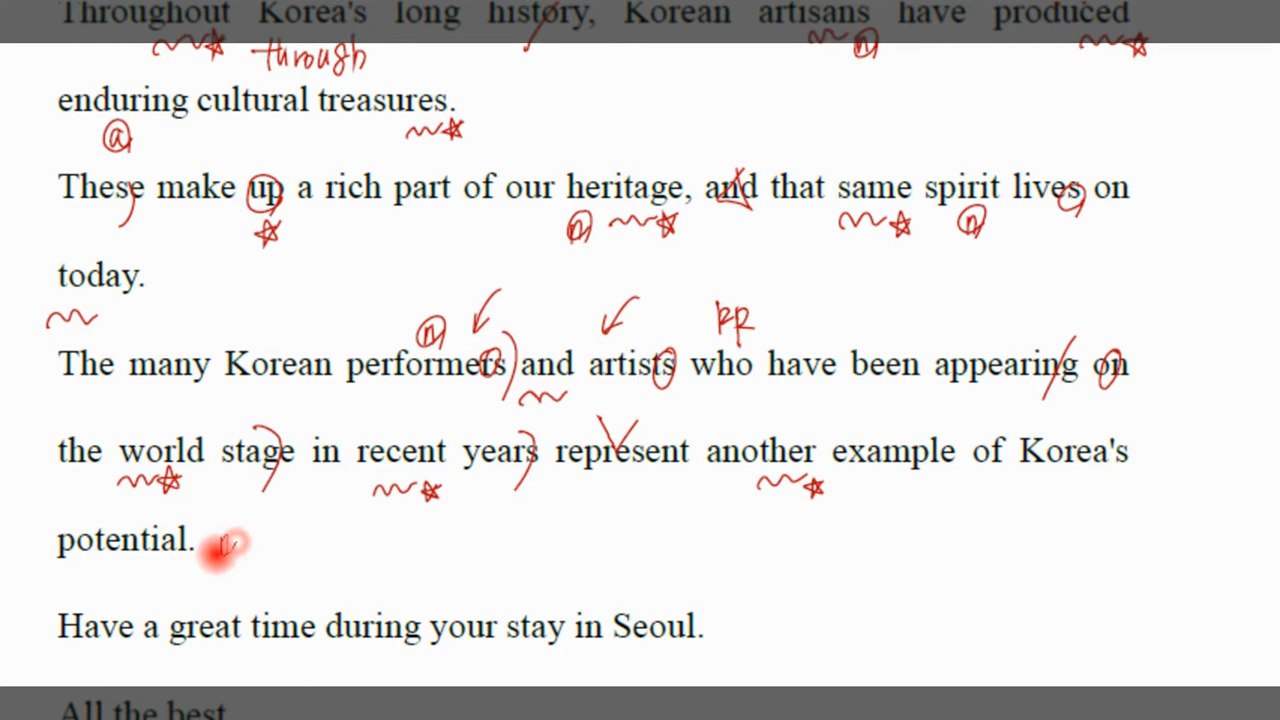 Throughout Korea's long history, Korean artisans have produced
through
enduring cultural treasures.
a
These make up a rich part of our heritage, and that same spirit lives on
n n
today.
n PP
The many Korean performers and artists who have been appearing on
the world stage in recent years represent another example of Korea's
potential.
Have a great time during your stay in Seoul.
All the best